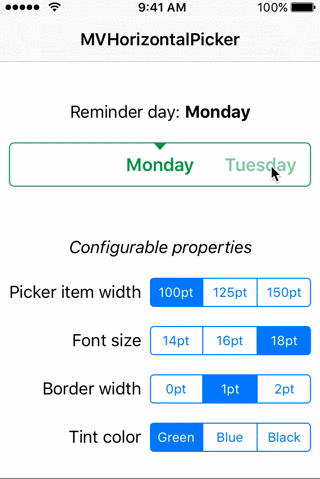 9:41 AM 100%
MVHorizontalPicker
Reminder day: Monday
Monday Tuesday
Configurable properties
Picker item width 100pt 125pt 150pt
Font size 14pt 16pt 18pt
Border width 0pt 1pt 2pt
Tint color Green Blue Black